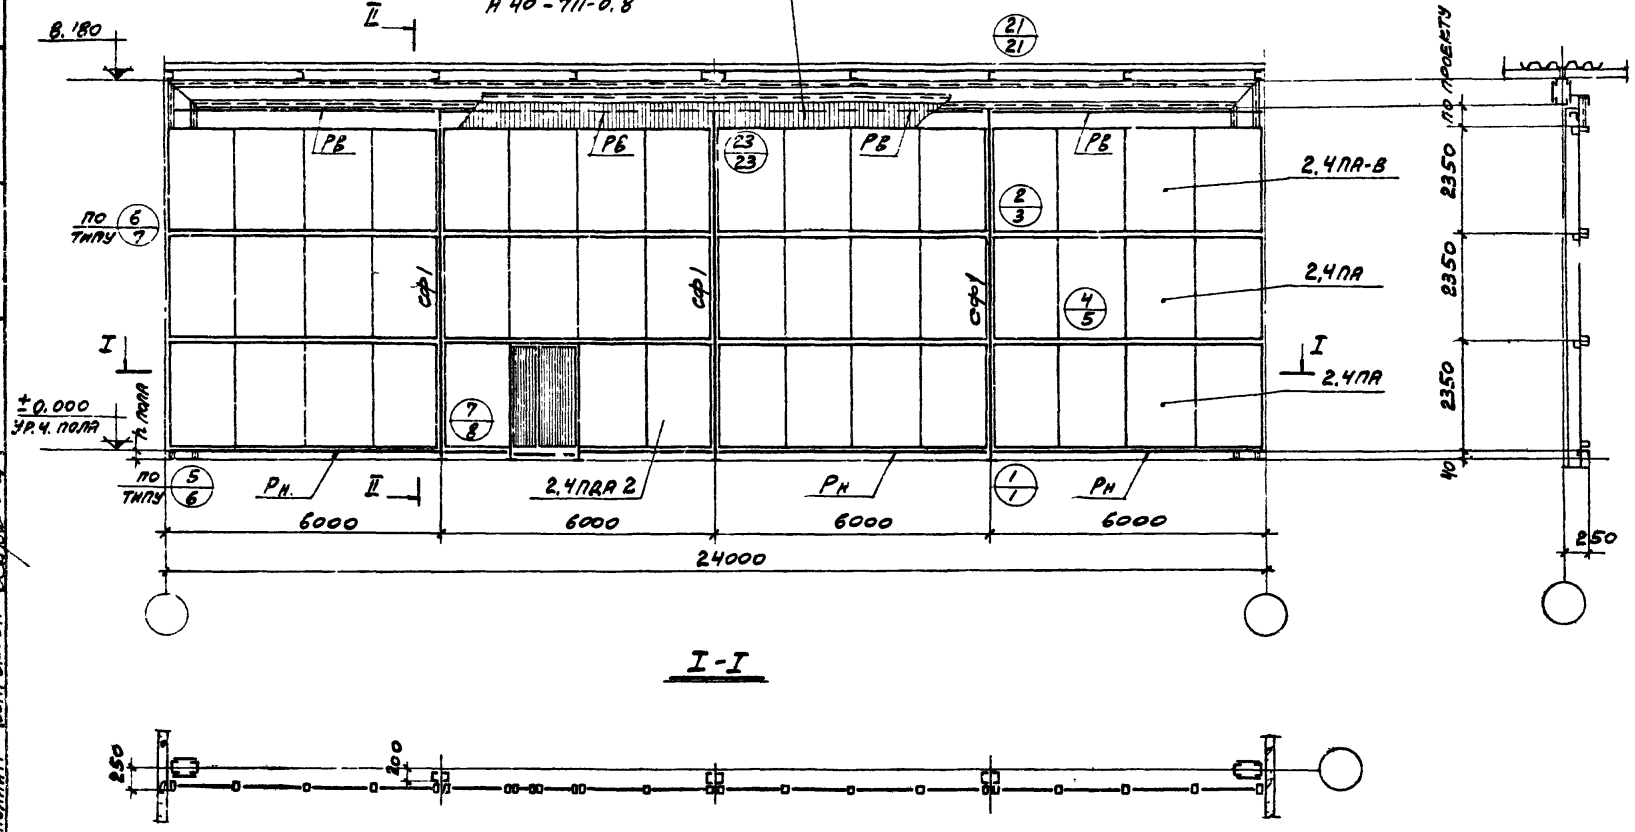 Н 40-711-0.8
II
8.180
21
21
ПО ПРОЕКТУ
РВ
РБ
23
23
РВ
РВ
2.4ПА-В
2
3
2350
ПО
ТИПУ
6
7
СФ1
СФ1
СФ1
2,4ПА
4
5
2350
I
I
2.4ПА
2350
±0.000
УР.Ч. ПОЛА
h ПОЛА
7
8
40
ПО
ТИПУ
5
6
РН.
II
2.4ПДА 2
РН
1
1
РН
6000
6000
6000
6000
250
24000
I-I
250
200